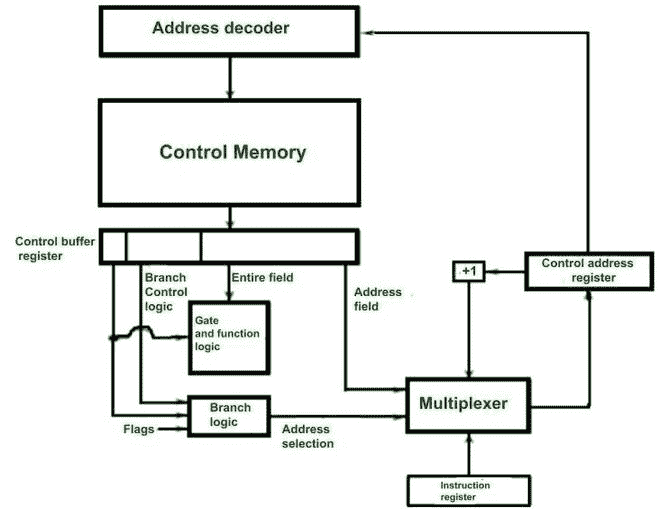 Address decoder
Control Memory
Control buffer
register
Branch
Control
logic
Entire field
Address
field
+1
Control address
register
Gate
and function
logic
Multiplexer
Branch
logic
Flags
Address
selection
Instruction
register